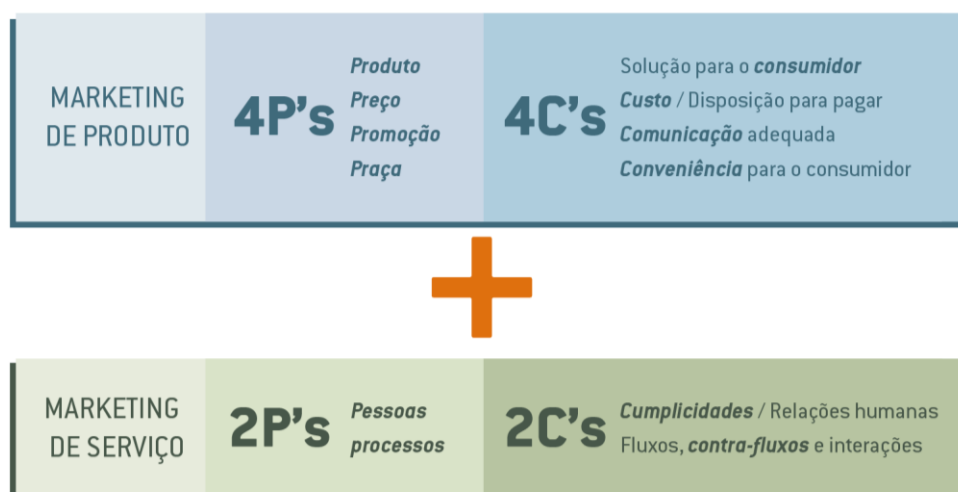 MARKETING
DE PRODUTO
4P's
Produto
Preço
Promoção
Praça
4C's
Solução para o consumidor
Custo / Disposição para pagar
Comunicação adequada
Conveniência para o consumidor
MARKETING
DE SERVIÇO
2P's
Pessoas
processos
2C's
Cumplicidades / Relações humanas
Fluxos, contra-fluxos e interações